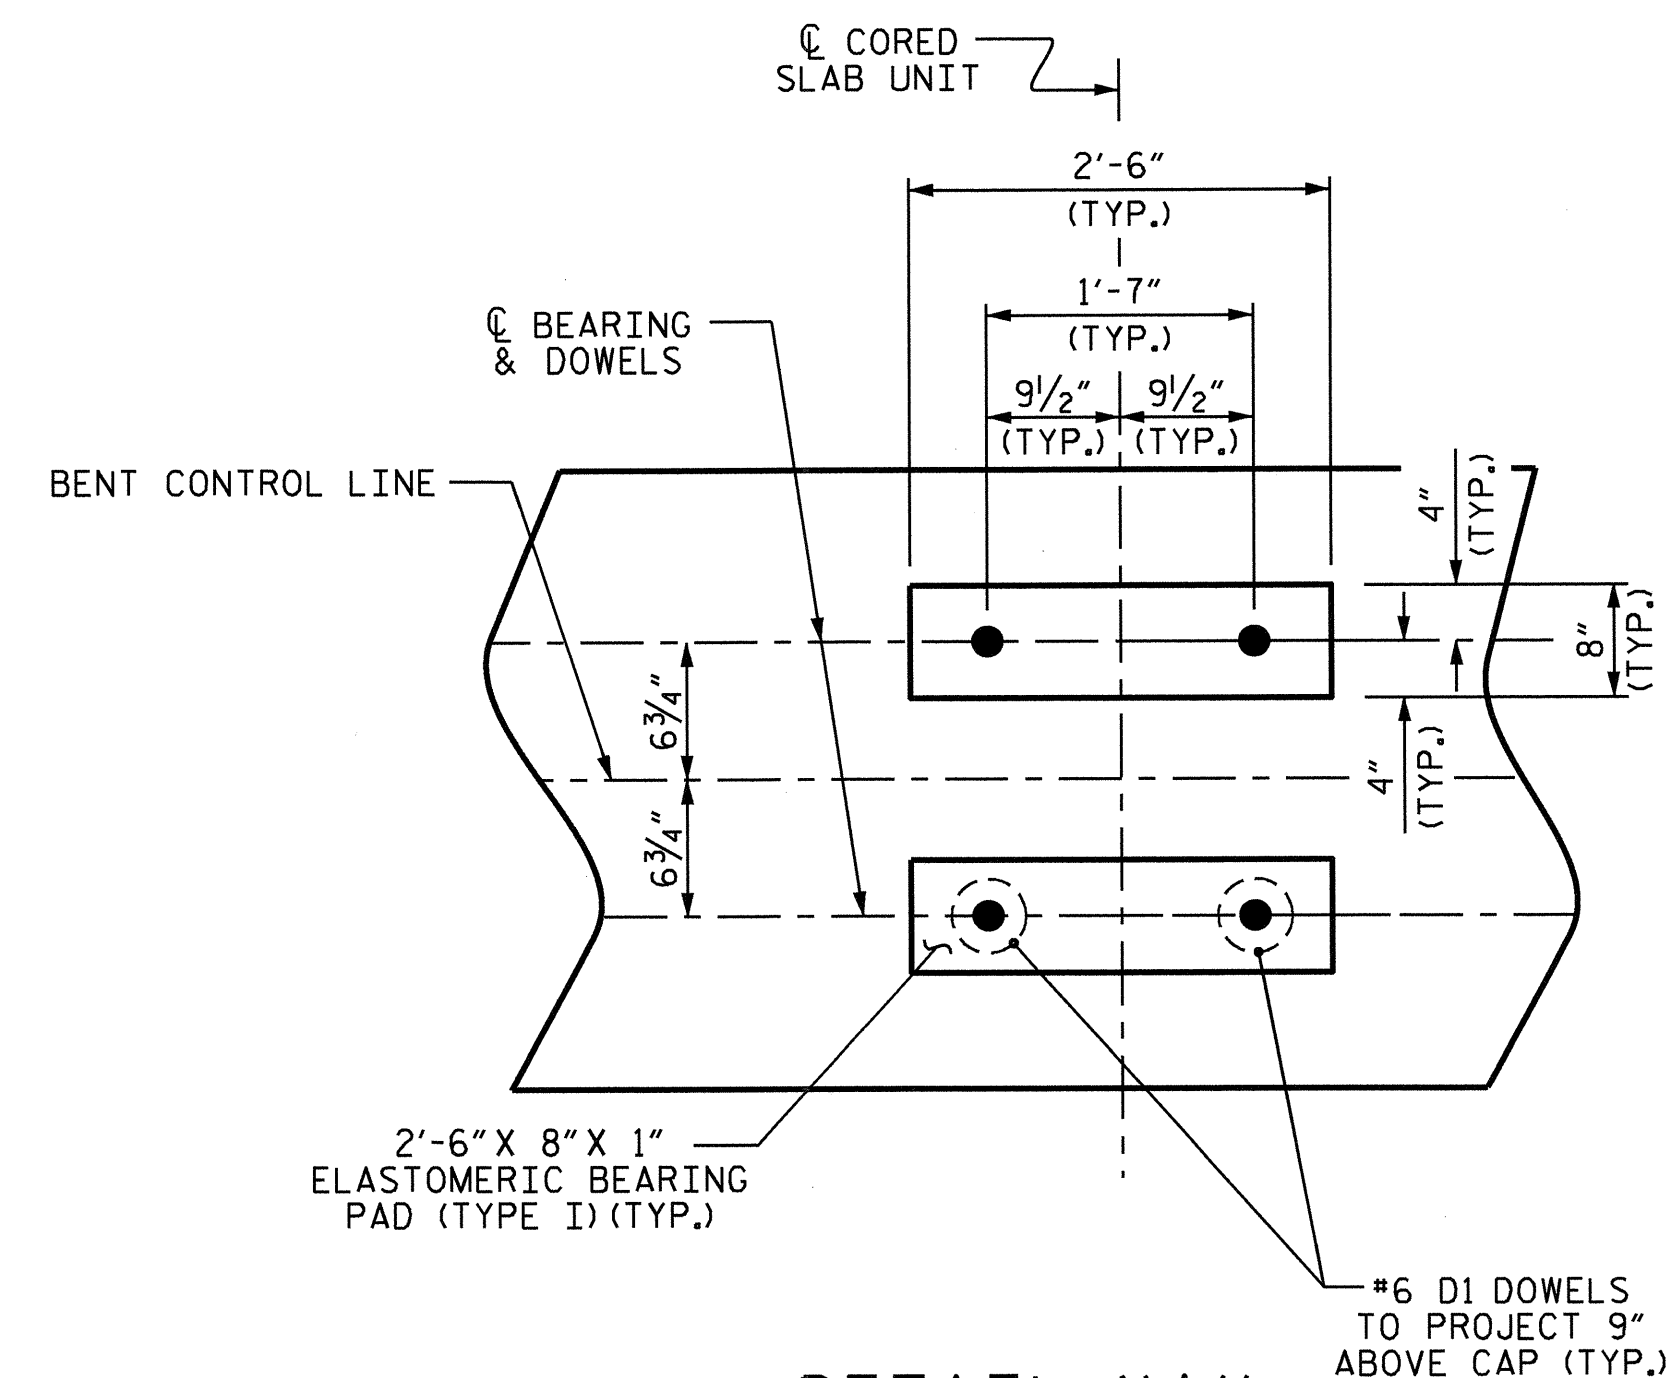 ℄ CORED
SLAB UNIT
2'-6"
(TYP.)
1'-7"
(TYP.)
℄ BEARING
& DOWELS
9½" 9½"
(TYP.) (TYP.)
BENT CONTROL LINE
4"
(TYP.)
8"
(TYP.)
6¾"
4"
(TYP.)
6¾"
2'-6" X 8" X 1"
ELASTOMERIC BEARING
PAD (TYPE I)(TYP.)
#6 D1 DOWELS
TO PROJECT 9"
ABOVE CAP (TYP.)